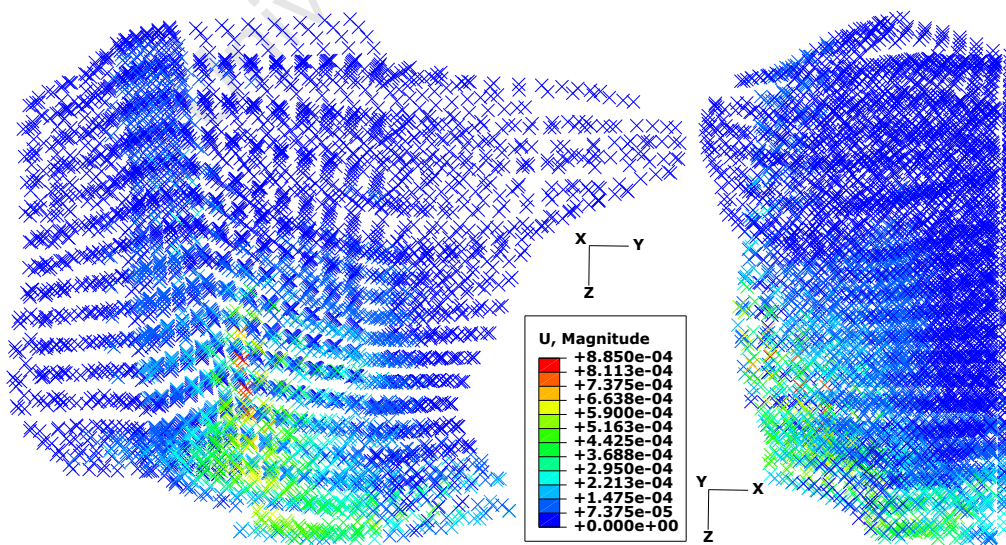 X Y
Z
U, Magnitude
+8.850e-04
+8.113e-04
+7.375e-04
+6.638e-04
+5.900e-04
+5.163e-04
+4.425e-04
+3.688e-04
+2.950e-04
+2.213e-04
+1.475e-04
+7.375e-05
+0.000e+00
Y X
Z